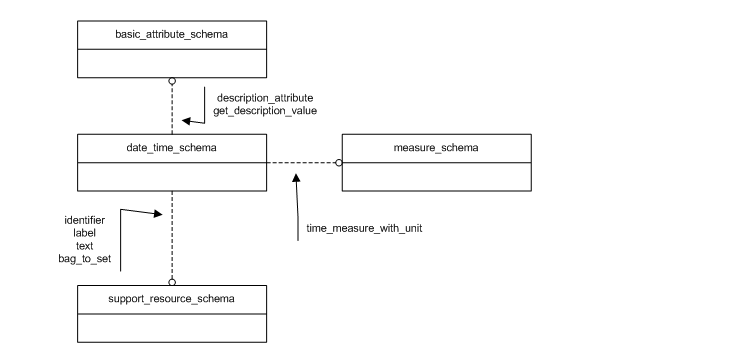 basic_attribute_schema
description_attribute
get_description_value
date_time_schema
measure_schema
identifier
label
text
bag_to_set
time_measure_with_unit
support_resource_schema